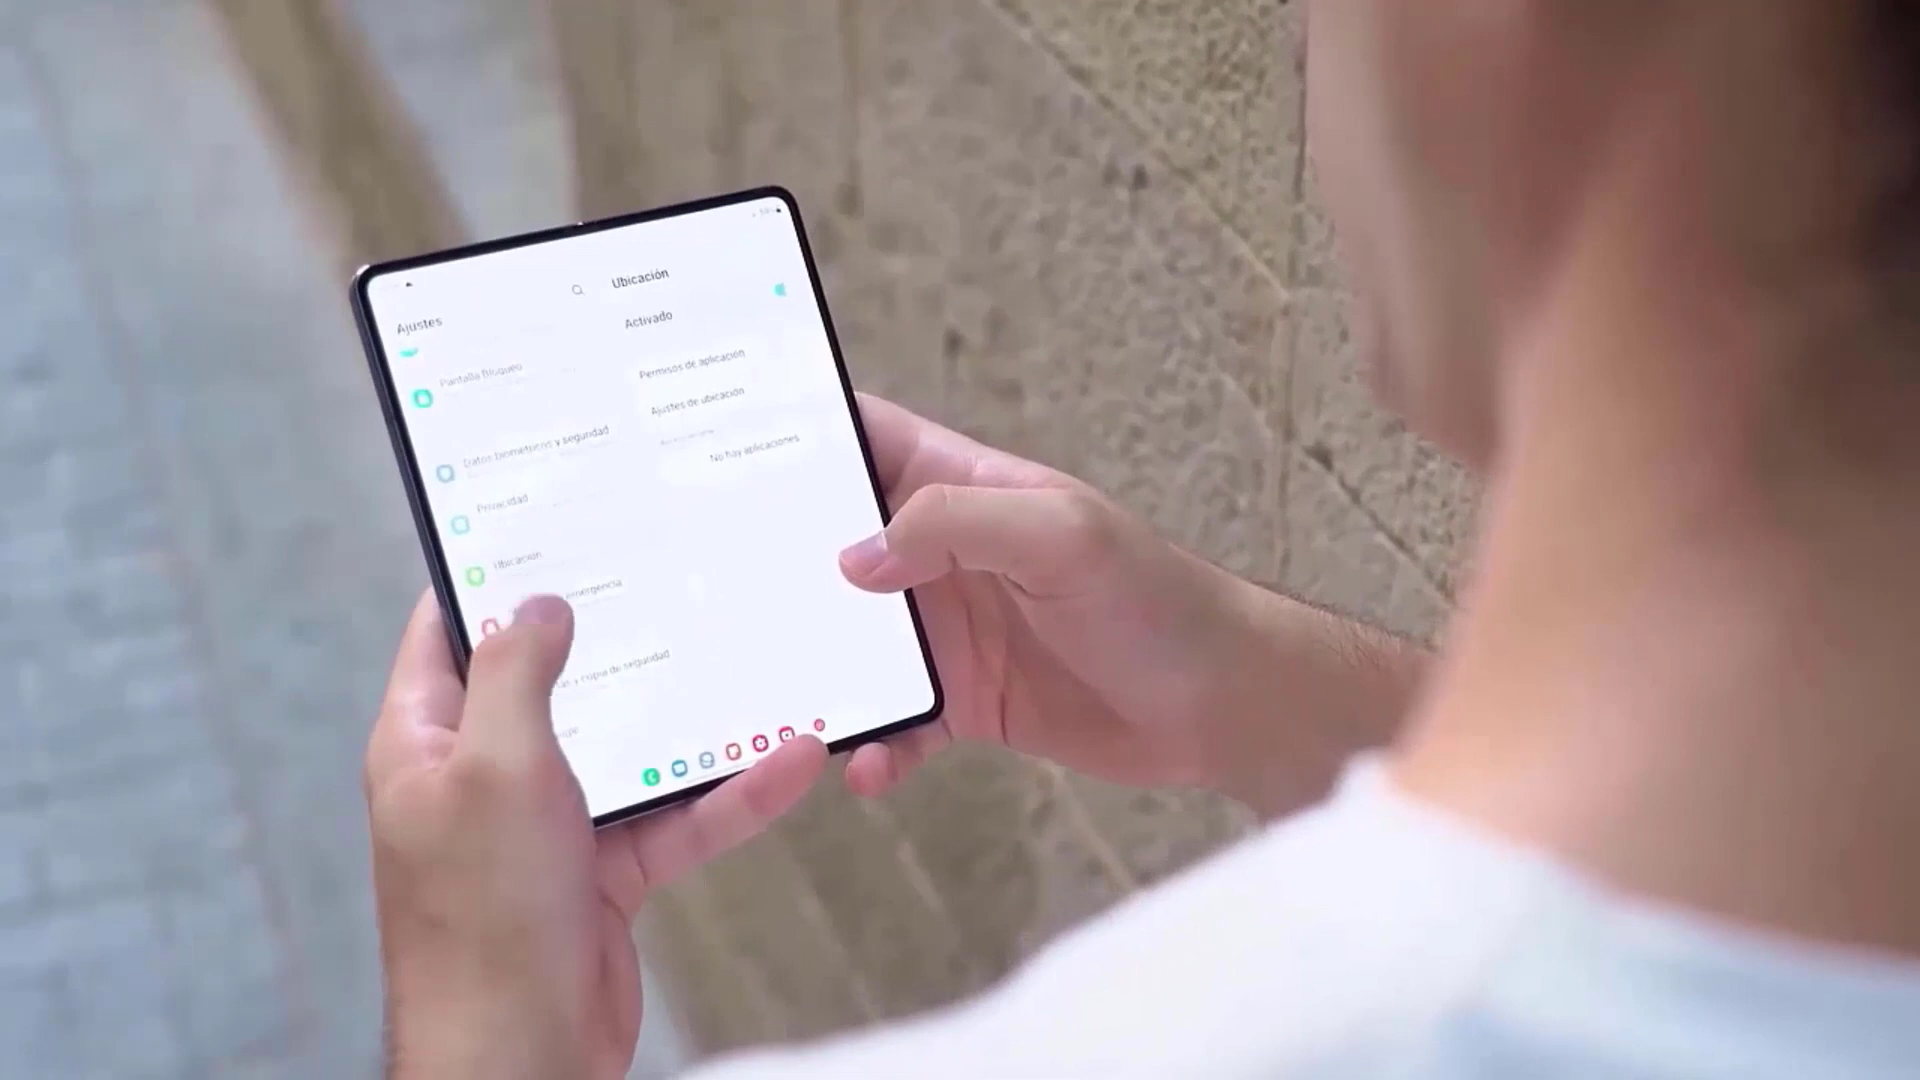 Ajustes
Pantalla Bloqueo
Datos biométricos y seguridad
Privacidad
Ubicación
emergencia
y copia de seguridad
Ubicación
Activado
Permisos de aplicación
Ajustes de ubicación
No hay aplicaciones